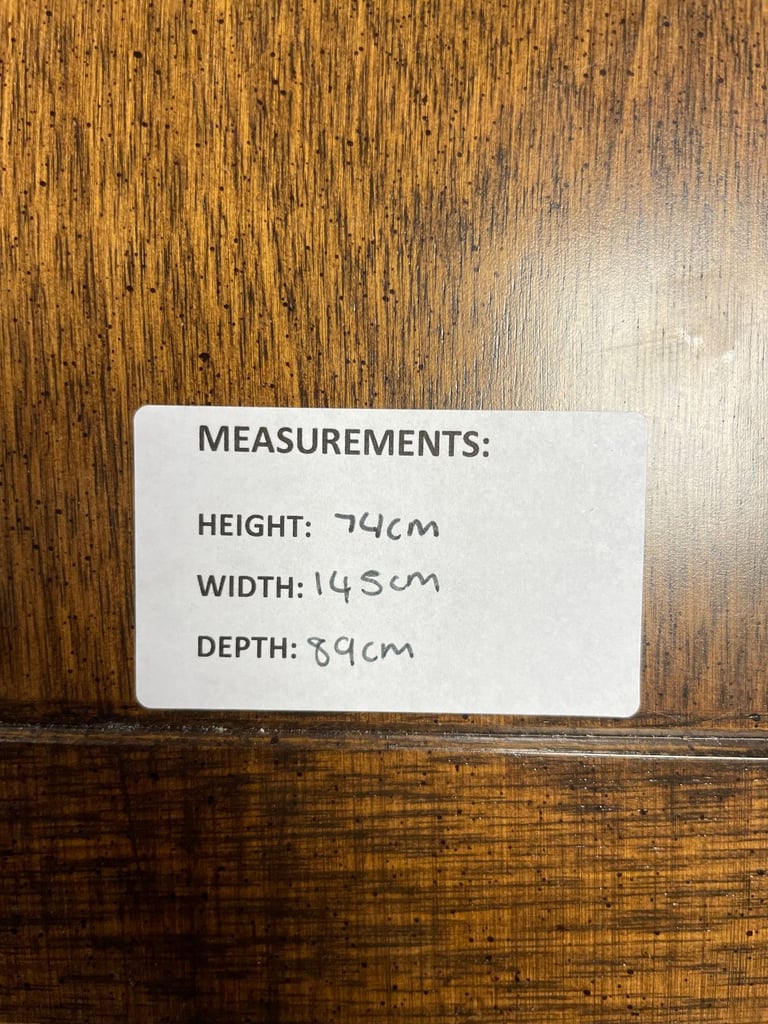 MEASUREMENTS:
HEIGHT: 74cm
WIDTH: 145cm
DEPTH: 89cm